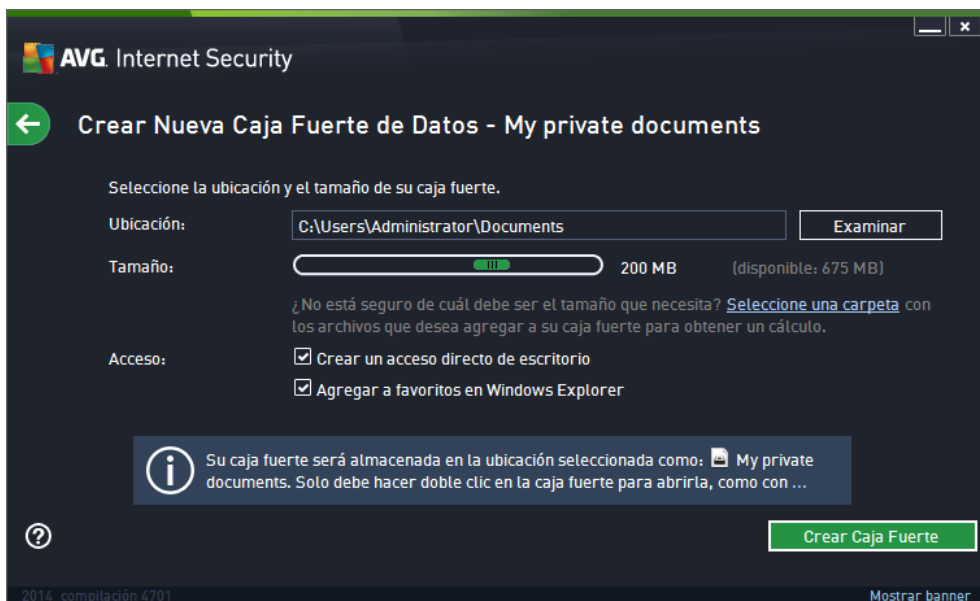 AVG. Internet Security
Crear Nueva Caja Fuerte de Datos - My private documents
Seleccione la ubicación y el tamaño de su caja fuerte.
Ubicación: C:\Users\Administrator\Documents Examinar
Tamaño: 200 MB (disponible: 675 MB)
¿No está seguro de cuál debe ser el tamaño que necesita? Seleccione una carpeta con
los archivos que desea agregar a su caja fuerte para obtener un cálculo.
Acceso: Crear un acceso directo de escritorio
Agregar a favoritos en Windows Explorer
Su caja fuerte será almacenada en la ubicación seleccionada como: My private
documents. Solo debe hacer doble clic en la caja fuerte para abrirla, como con ...
Crear Caja Fuerte
2014 compilación 4701 Mostrar banner